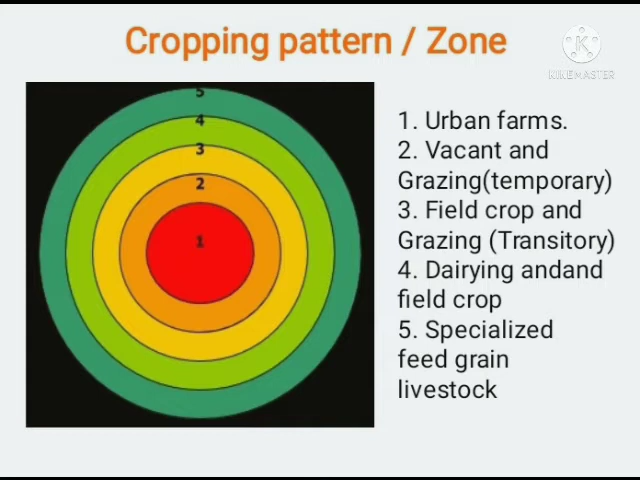 Cropping pattern / Zone
KINEMASTER
5
4
3
2
1
1. Urban farms.
2. Vacant and
Grazing(temporary)
3. Field crop and
Grazing (Transitory)
4. Dairying andand
field crop
5. Specialized
feed grain
livestock